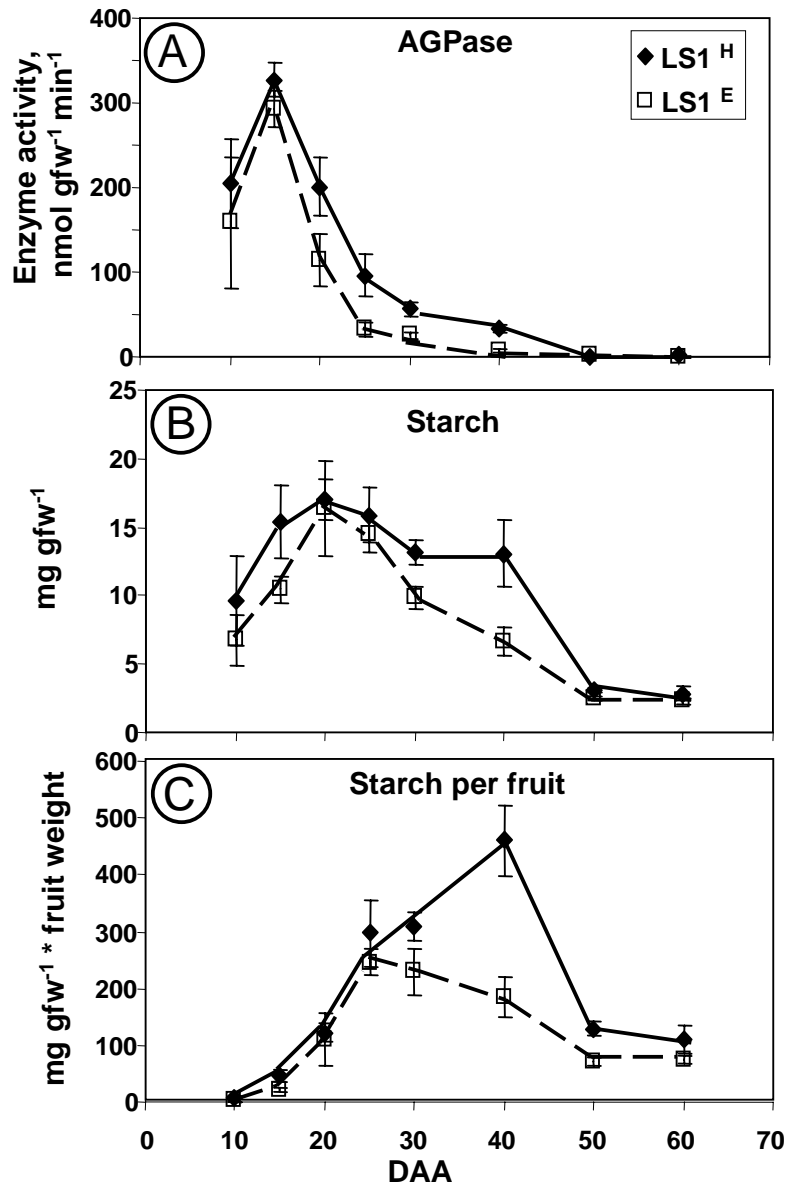 A
AGPase
LS1 H
LS1 E
Enzyme activity,
nmol gfw-1 min-1
400
300
200
100
0
B
Starch
mg gfw-1
25
20
15
10
5
0
C
Starch per fruit
mg gfw-1 * fruit weight
600
500
400
300
200
100
0
0 10 20 30 40 50 60 70
DAA